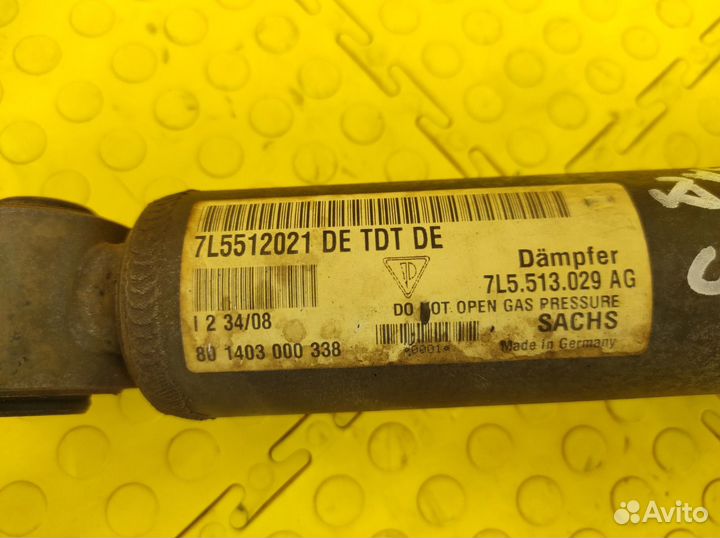 7L5512021 DE TDT DE
Dämpfer
7L5.513.029 AG
DO NOT OPEN GAS PRESSURE
I 2 34/08
SACHS
80 1403 000 338
*0001*
Made in Germany
Avito